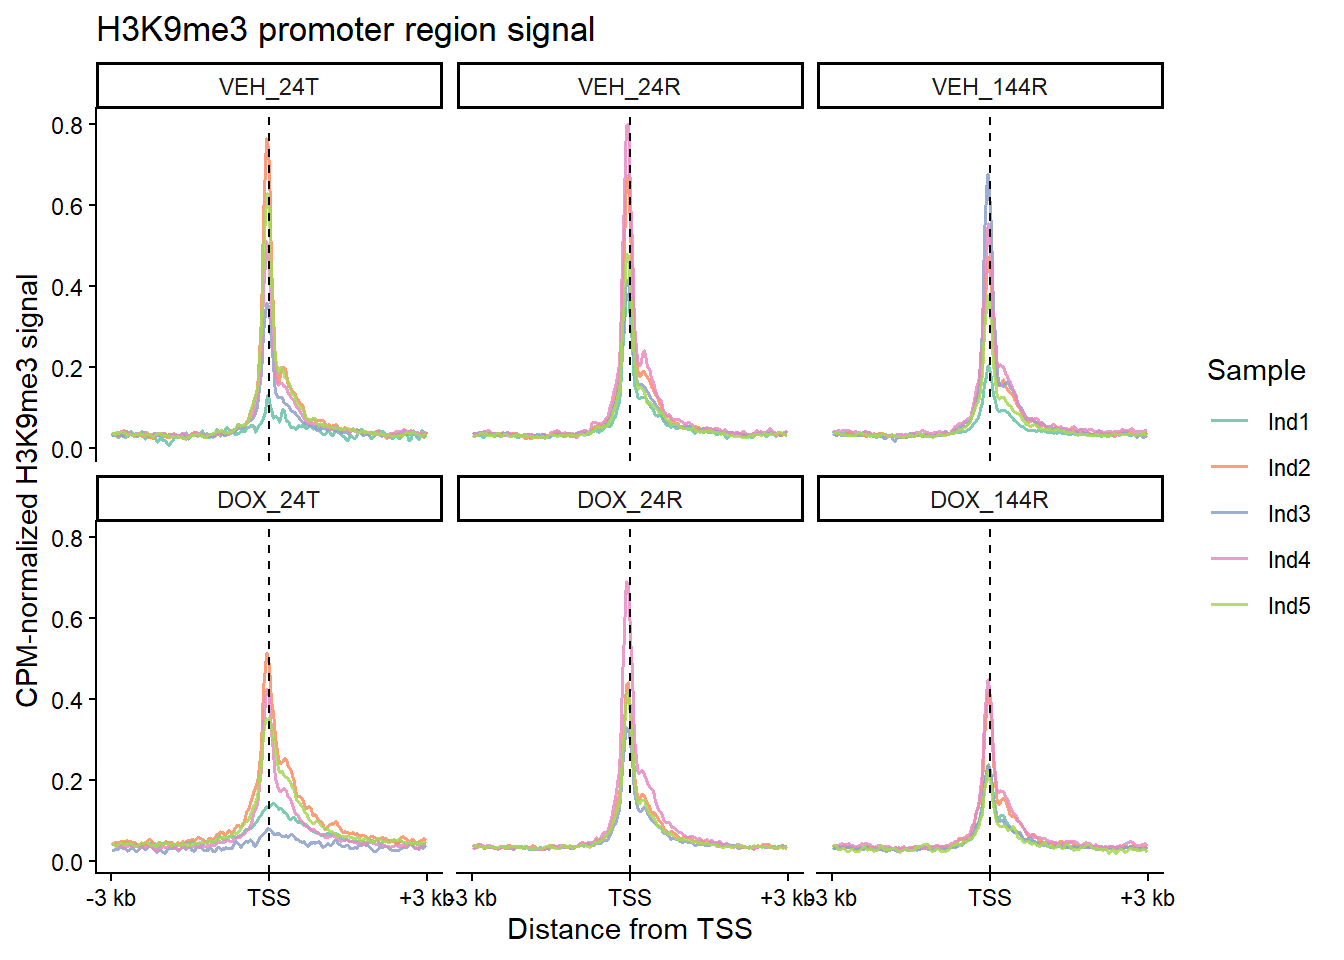 H3K9me3 promoter region signal
VEH_24T VEH_24R VEH_144R
0.8
0.6
0.4
0.2
0.0
DOX_24T DOX_24R DOX_144R
0.8
0.6
0.4
0.2
0.0
-3 kb TSS +3 kb -3 kb TSS +3 kb -3 kb TSS +3 kb
Distance from TSS
CPM-normalized H3K9me3 signal
Sample
Ind1
Ind2
Ind3
Ind4
Ind5